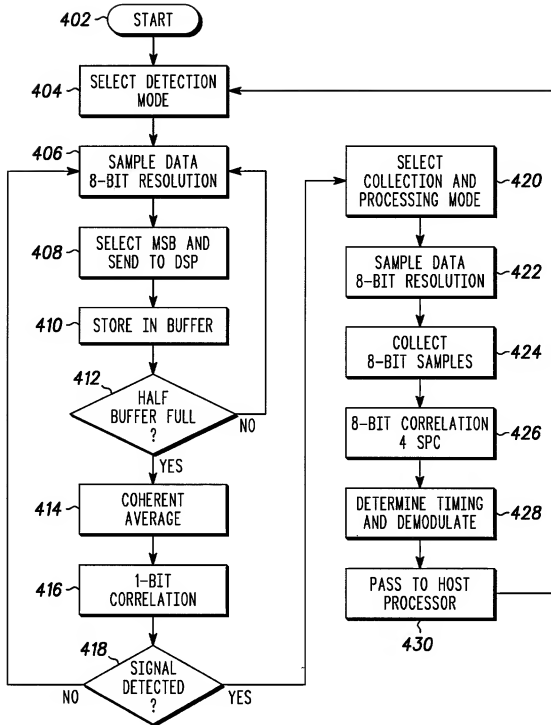 402
START
404
SELECT DETECTION
MODE
406
SAMPLE DATA
8-BIT RESOLUTION
408
SELECT MSB AND
SEND TO DSP
410
STORE IN BUFFER
412
HALF
BUFFER FULL
?
NO
YES
414
COHERENT
AVERAGE
416
1-BIT
CORRELATION
418
SIGNAL
DETECTED
?
NO
YES
SELECT
COLLECTION AND
PROCESSING MODE
420
SAMPLE DATA
8-BIT RESOLUTION
422
COLLECT
8-BIT SAMPLES
424
8-BIT CORRELATION
4 SPC
426
DETERMINE TIMING
AND DEMODULATE
428
PASS TO HOST
PROCESSOR
430